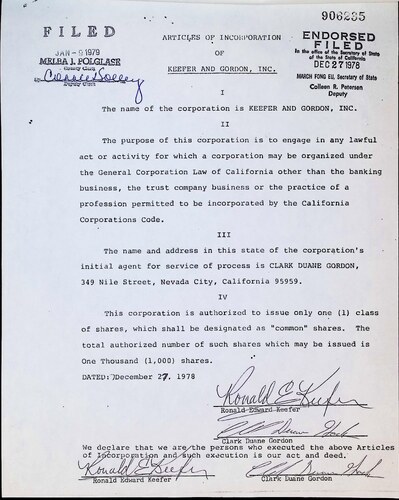 906235
FILED
JAN -9 1979
MELBA J. POLGLASE
County Clerk
Deputy Clerk
ARTICLES OF INCORPORATION
OF
KEEFER AND GORDON, INC.
ENDORSED
FILED
In the office of the Secretary of State
of the State of California
DEC 27 1978
MARCH FONG EU, Secretary of State
Colleen R. Petersen
Deputy
I
The name of the corporation is KEEFER AND GORDON, INC.
II
The purpose of this corporation is to engage in any lawful
act or activity for which a corporation may be organized under
the General Corporation Law of California other than the banking
business, the trust company business or the practice of a
profession permitted to be incorporated by the California
Corporations Code.
III
The name and address in this state of the corporation's
initial agent for service of process is CLARK DUANE GORDON,
349 Nile Street, Nevada City, California 95959.
IV
This corporation is authorized to issue only one (1) class
of shares, which shall be designated as "common" shares. The
total authorized number of such shares which may be issued is
One Thousand (1,000) shares.
DATED: December 27, 1978
Ronald E Keefer
Ronald Edward Keefer
Clark Duane Gordon
We declare that we are the persons who executed the above Articles
of Incorporation and such execution is our act and deed.
Ronald E Keefer
Ronald Edward Keefer
Clark Duane Gordon